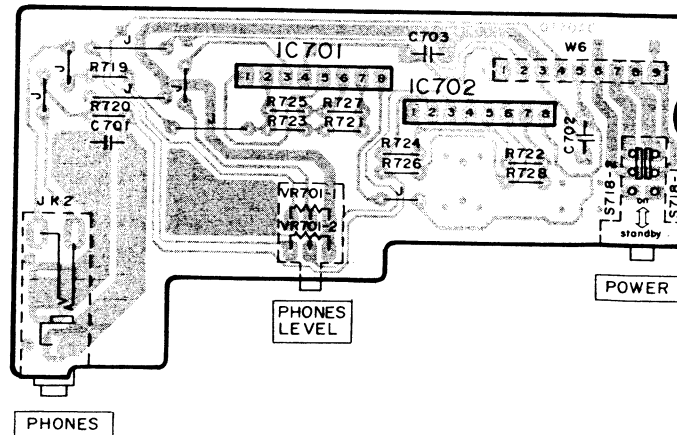 C703
W6
J
IC701
R719
1 2 3 4 5 6 7 8
1 2 3 4 5 6 7 8 9
J
J
J
IC702
R725 R727
R720
1 2 3 4 5 6 7 8
C701
R723 R721
C702
R724
R726
R722
R728
J
JK2
VR701-1
VR701-2
S718-2
S718-1
on
standby
PHONES
LEVEL
POWER
PHONES